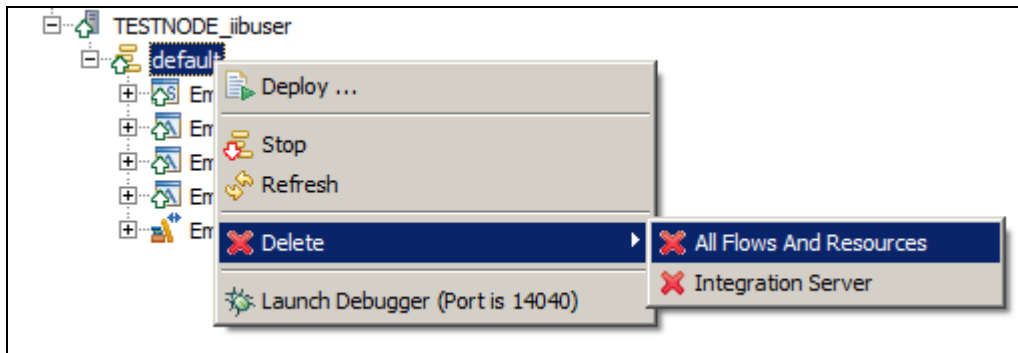 TESTNODE_iibuser
default
Em
Deploy ...
Em
Stop
Em
Refresh
Em
Em
Delete
All Flows And Resources
Integration Server
Launch Debugger (Port is 14040)